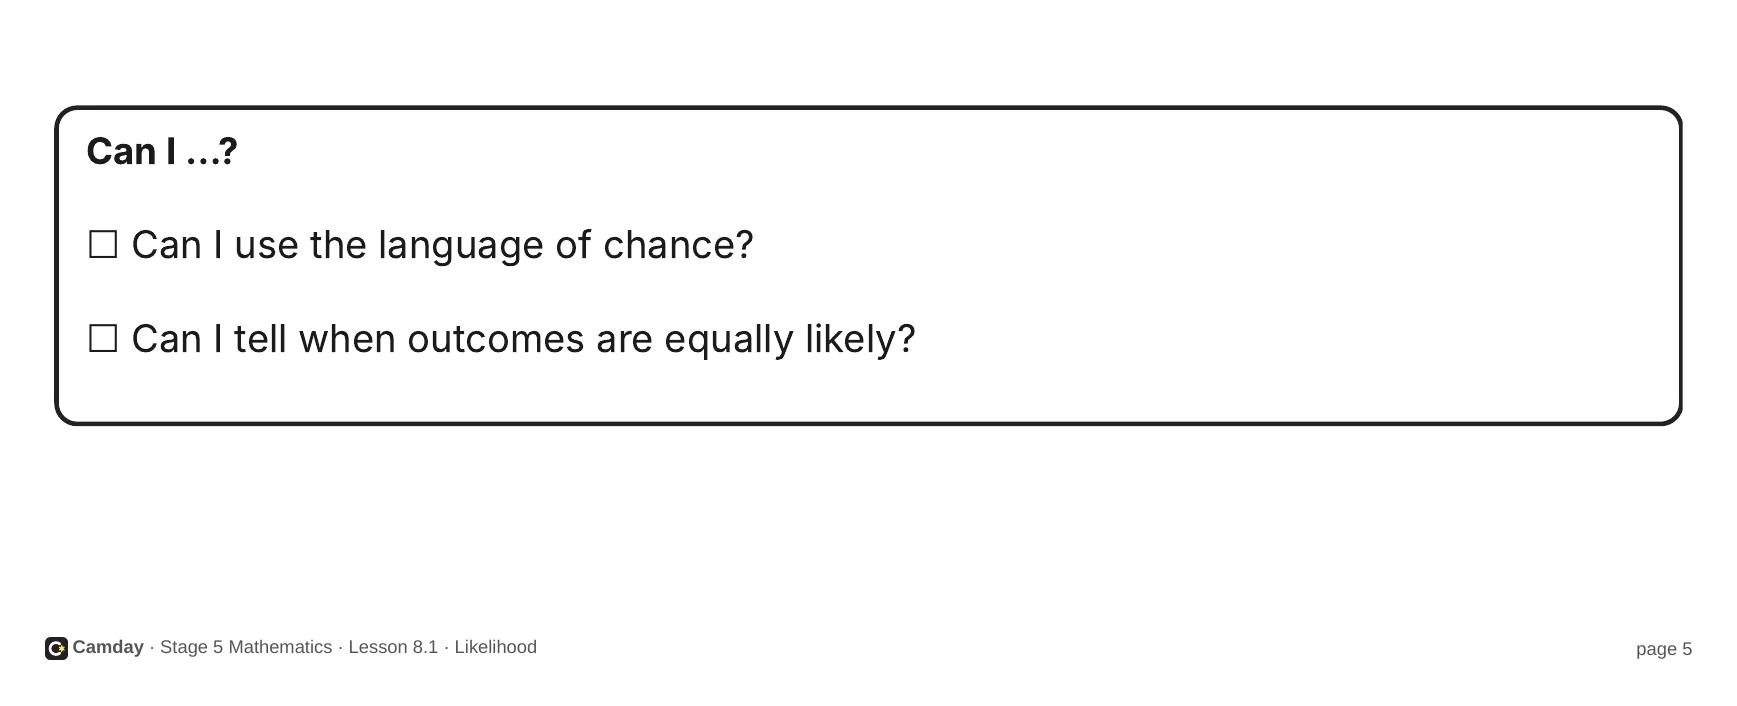 Can I …?
☐ Can I use the language of chance?
☐ Can I tell when outcomes are equally likely?
Camday · Stage 5 Mathematics · Lesson 8.1 · Likelihood
page 5